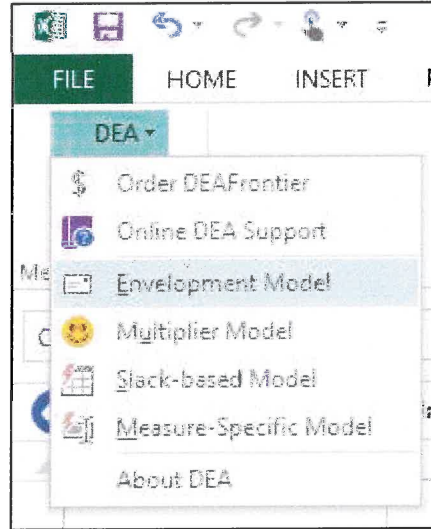 FILE HOME INSERT
DEA
Order DEAFrontier
Online DEA Support
Me
Envelopment Model
C
Multiplier Model
Slack-based Model
Measure-Specific Model
About DEA